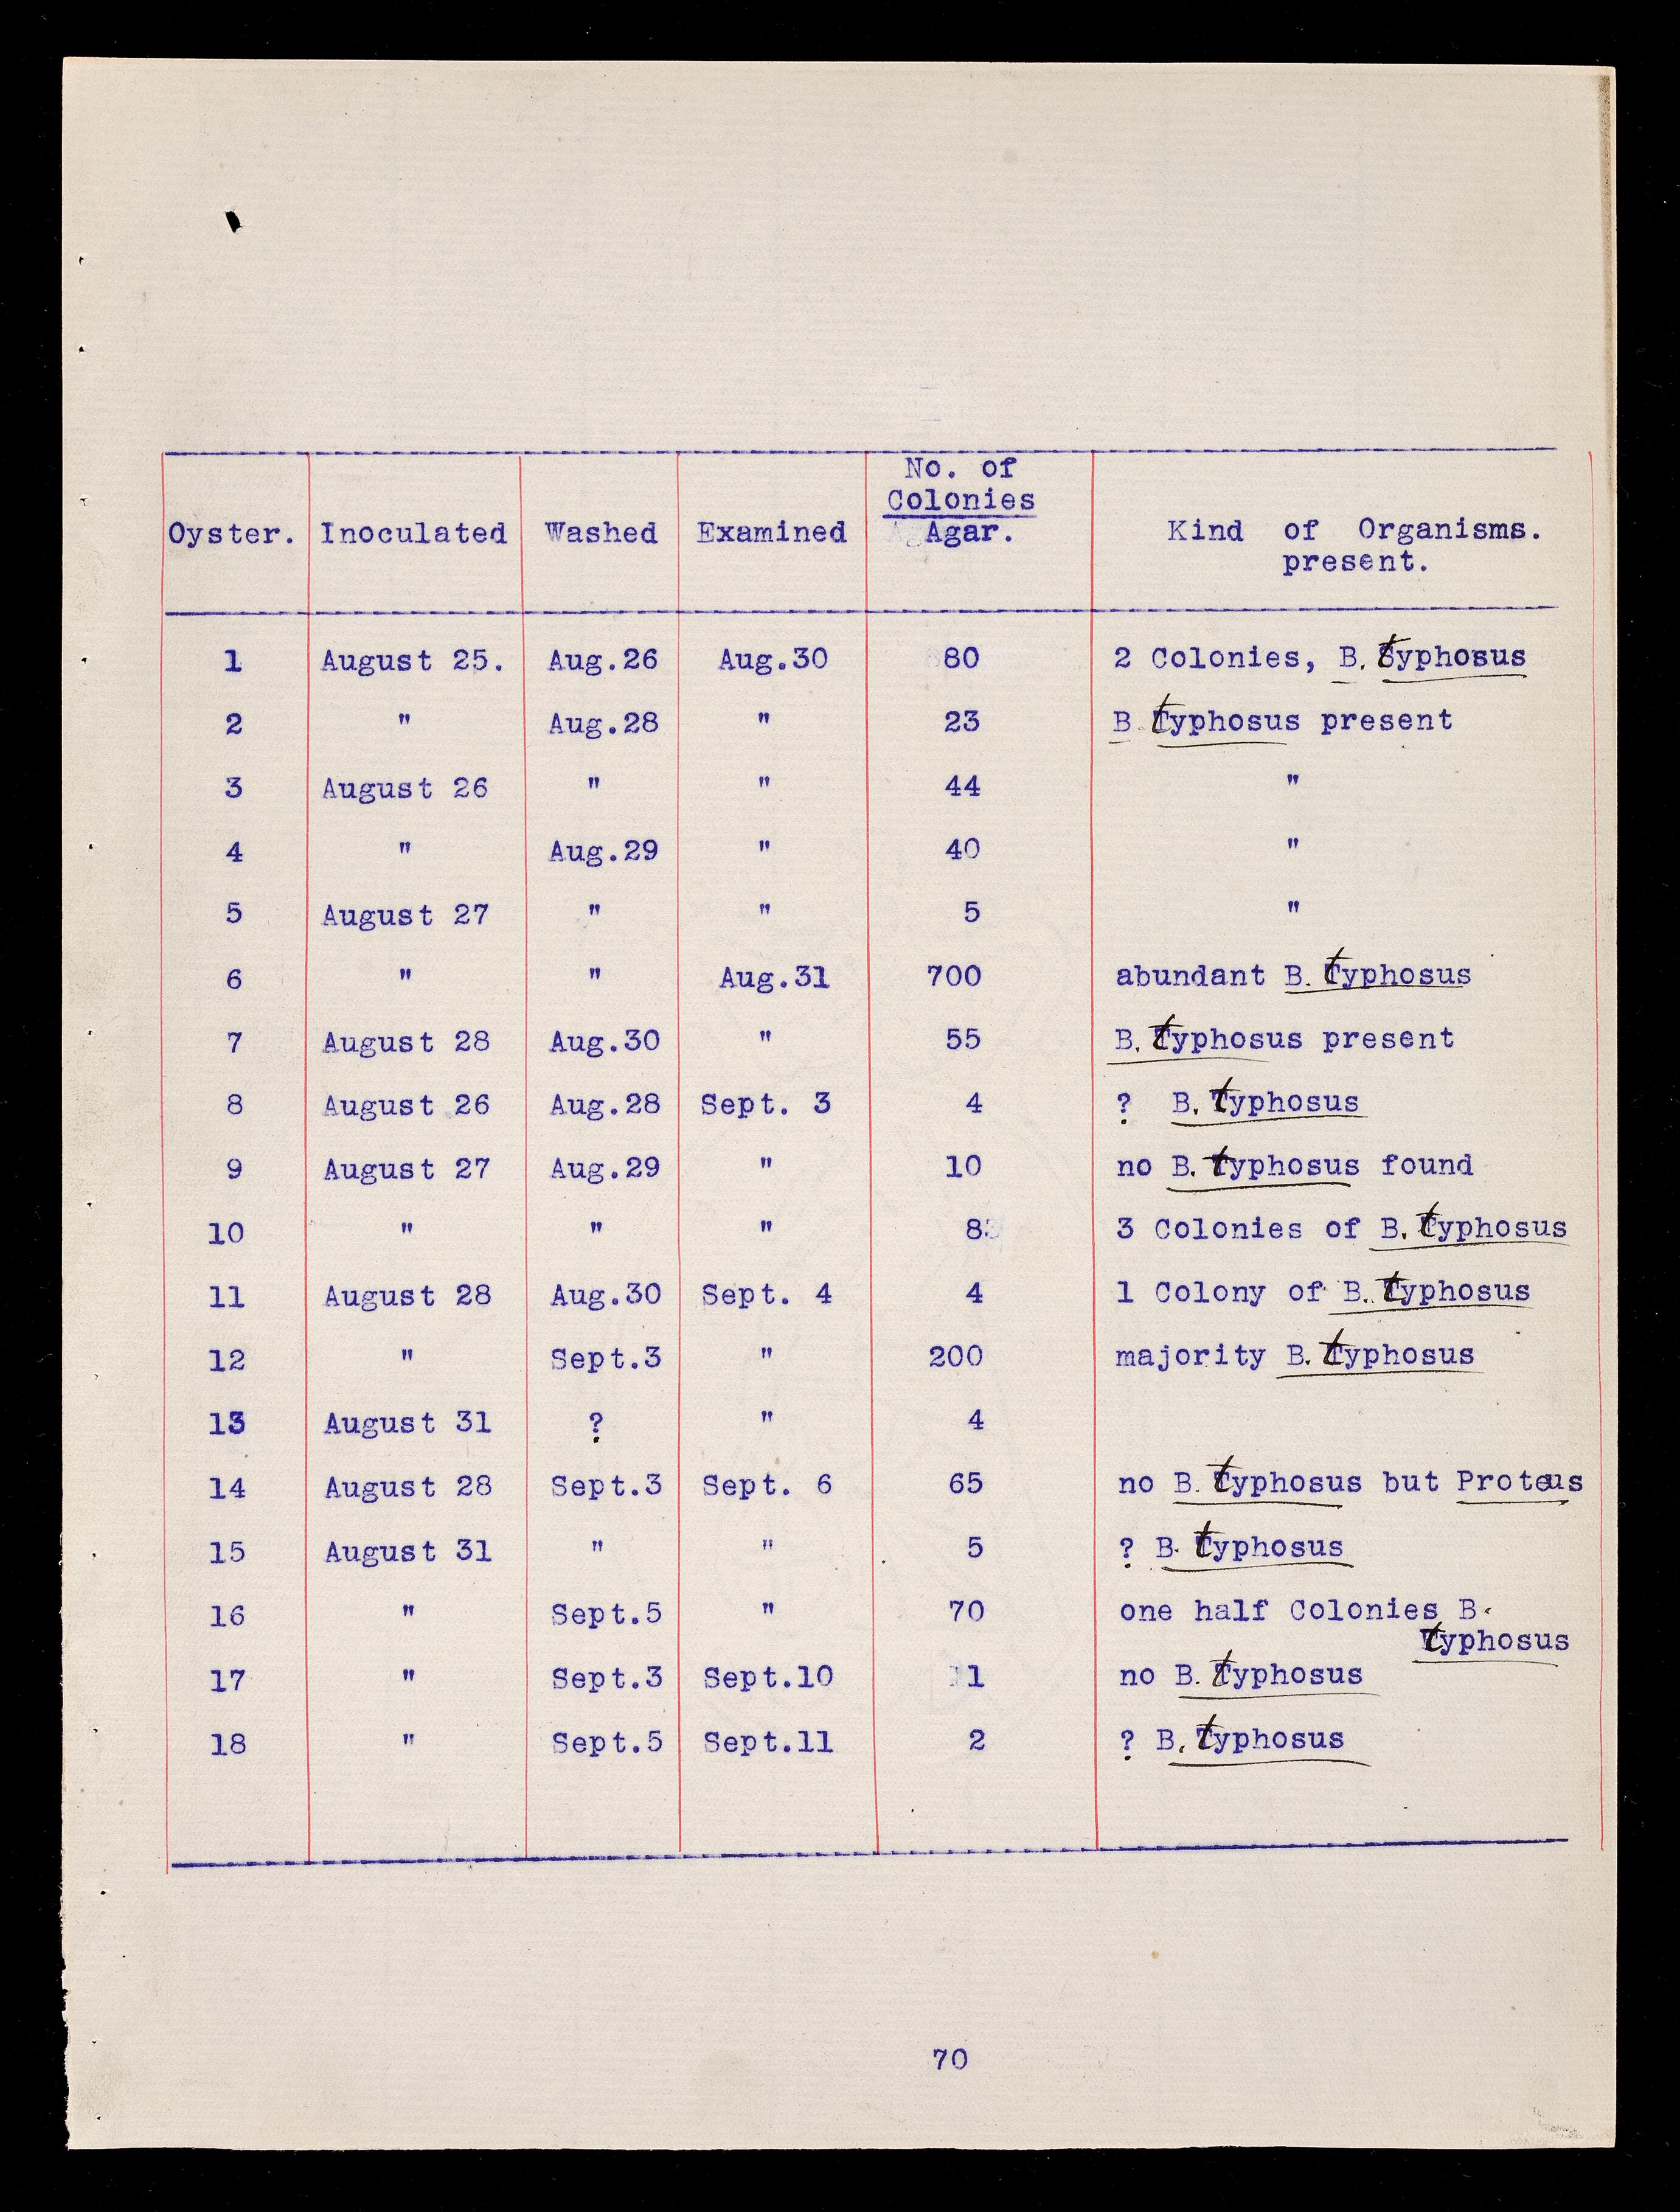 No. of
Colonies
Oyster. Inoculated Washed Examined Agar. Kind of Organisms.
present.
1 August 25. Aug.26 Aug.30 80 2 Colonies, B. typhosus
2 " Aug.28 " 23 B. typhosus present
3 August 26 " " 44 "
4 " Aug.29 " 40 "
5 August 27 " " 5 "
6 " " Aug.31 700 abundant B. typhosus
7 August 28 Aug.30 " 55 B. typhosus present
8 August 26 Aug.28 Sept. 3 4 ? B. typhosus
9 August 27 Aug.29 " 10 no B. typhosus found
10 " " " 8 3 Colonies of B. typhosus
11 August 28 Aug.30 Sept. 4 4 1 Colony of B. typhosus
12 " Sept.3 " 200 majority B. typhosus
13 August 31 ? " 4
14 August 28 Sept.3 Sept. 6 65 no B. typhosus but Proteus
15 August 31 " " 5 ? B. typhosus
16 " Sept.5 " 70 one half Colonies B.
typhosus
17 " Sept.3 Sept.10 1 no B. typhosus
18 " Sept.5 Sept.11 2 ? B. typhosus
70